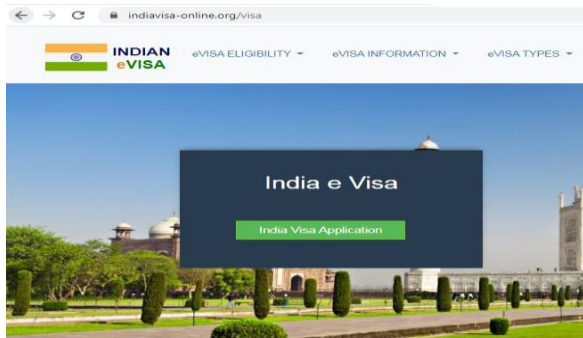 indiavisa-online.org/visa
INDIAN
eVISA
eVISA ELIGIBILITY
eVISA INFORMATION
eVISA TYPES
India e Visa
India Visa Application